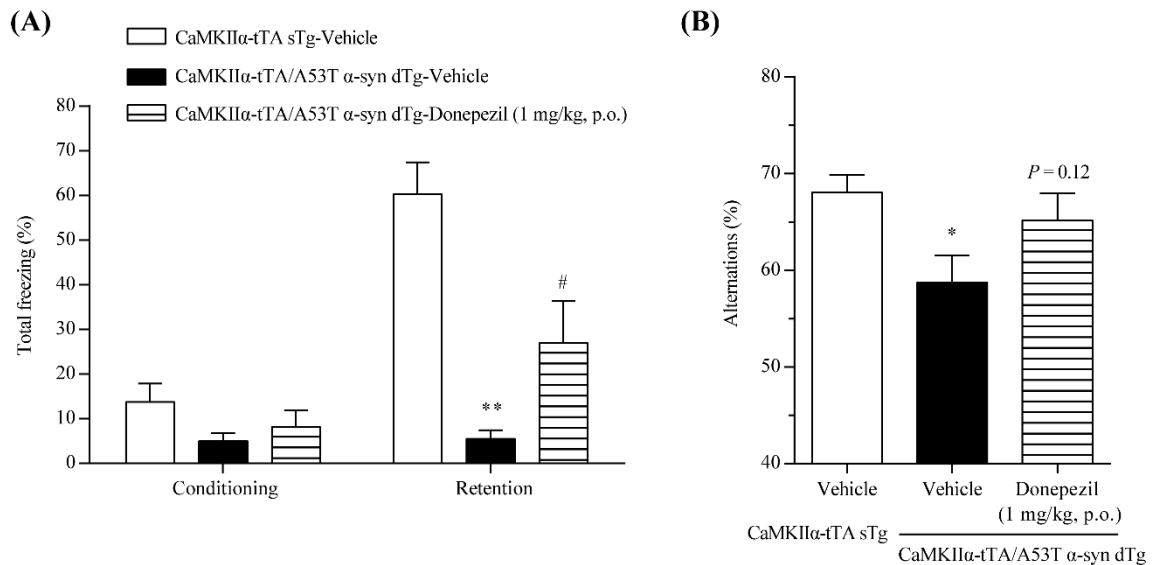 (A)
CaMKIIα-tTA sTg-Vehicle
CaMKIIα-tTA/A53T α-syn dTg-Vehicle
CaMKIIα-tTA/A53T α-syn dTg-Donepezil (1 mg/kg, p.o.)
Total freezing (%)
80
70
60
50
40
30
20
10
0
**
#
Conditioning
Retention
(B)
Alternations (%)
80
70
60
50
40
*
P = 0.12
Vehicle
Vehicle
Donepezil
(1 mg/kg, p.o.)
CaMKIIα-tTA sTg
CaMKIIα-tTA/A53T α-syn dTg